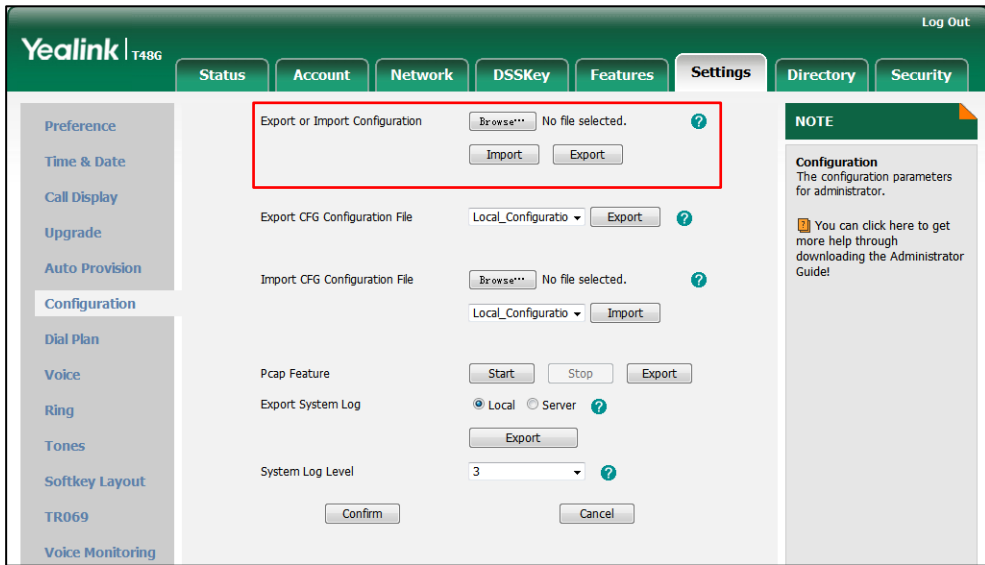 Log Out
Yealink T48G
Status Account Network DSSKey Features Settings Directory Security
Preference
Time & Date
Call Display
Upgrade
Auto Provision
Configuration
Dial Plan
Voice
Ring
Tones
Softkey Layout
TR069
Voice Monitoring
Export or Import Configuration Browse... No file selected. ?
Import Export
Export CFG Configuration File Local_Configuratio Export ?
Import CFG Configuration File Browse... No file selected. ?
Local_Configuratio Import
Pcap Feature Start Stop Export
Export System Log Local Server ?
Export
System Log Level 3 ?
Confirm Cancel
NOTE
Configuration
The configuration parameters
for administrator.
? You can click here to get
more help through
downloading the Administrator
Guide!